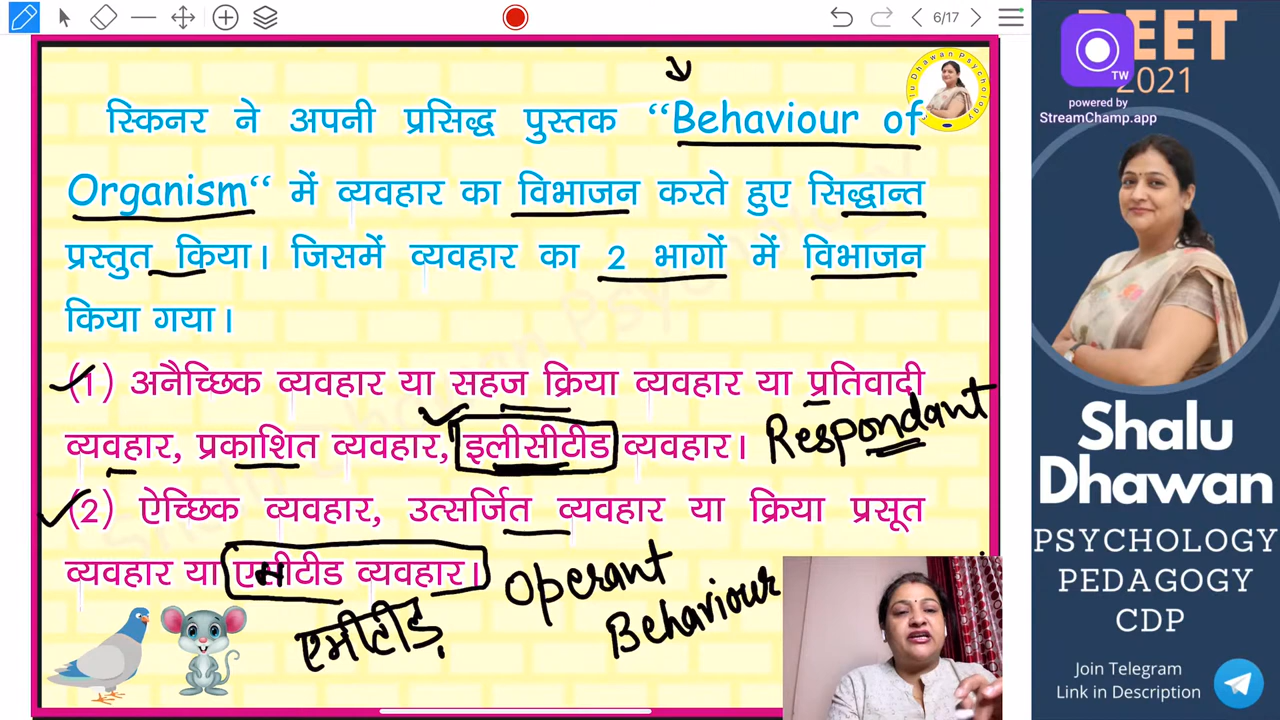 6/17
स्किनर ने अपनी प्रसिद्ध पुस्तक “Behaviour of
Organism“ में व्यवहार का विभाजन करते हुए सिद्धान्त
प्रस्तुत किया। जिसमें व्यवहार का 2 भागों में विभाजन
किया गया।
(1) अनैच्छिक व्यवहार या सहज क्रिया व्यवहार या प्रतिवादी
व्यवहार, प्रकाशित व्यवहार, इलीसीटीड व्यवहार।
Respondant
(2) ऐच्छिक व्यवहार, उत्सर्जित व्यवहार या क्रिया प्रसूत
व्यवहार या एमीटीड व्यवहार।
एमीटीड
Operant
Behaviour
EET
2021
TW
powered by
StreamChamp.app
Shalu
Dhawan
PSYCHOLOGY
PEDAGOGY
CDP
Join Telegram
Link in Description